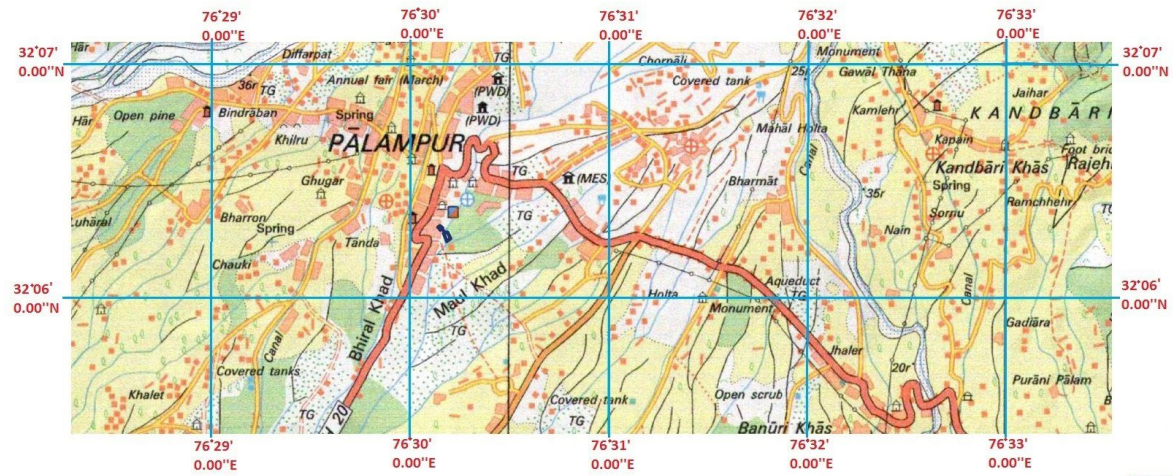 76°29'
0.00''E
76°30'
0.00''E
76°31'
0.00''E
76°32'
0.00''E
76°33'
0.00''E
32°07'
0.00''N
32°07'
0.00''N
Hār
Diffarpat
TG
Chorpāli
Monument
36r TG
Annual fair (March)
(PWD)
Covered tank
25r
Gawāl Thāna
Open pine
Bindrāban
Spring
(PWD)
Kamlehr
Jaihar
Hār
KANDBĀRI
Khilru
PĀLAMPUR
Mahāl Holta
Kapain
Foot brid
Ghugar
TG
(MES)
Bharmāt
Canal
Kandbāri Khās
Rajeh
35r
Spring
Luhāral
Bharron
TG
Sornu
Ramchhehr
TG
Spring
Nain
Tānda
Chauki
Bhiral Khad
Maul Khad
Aqueduct
Canal
32°06'
0.00''N
32°06'
0.00''N
Holta
TG
Monument
TG
Gadiāra
Canal
Jhaler
Covered tanks
20r
Khalet
Purāni Pālam
TG
20
Covered tank
Open scrub
TG
Banūri Khās
76°29'
0.00''E
76°30'
0.00''E
76°31'
0.00''E
76°32'
0.00''E
76°33'
0.00''E